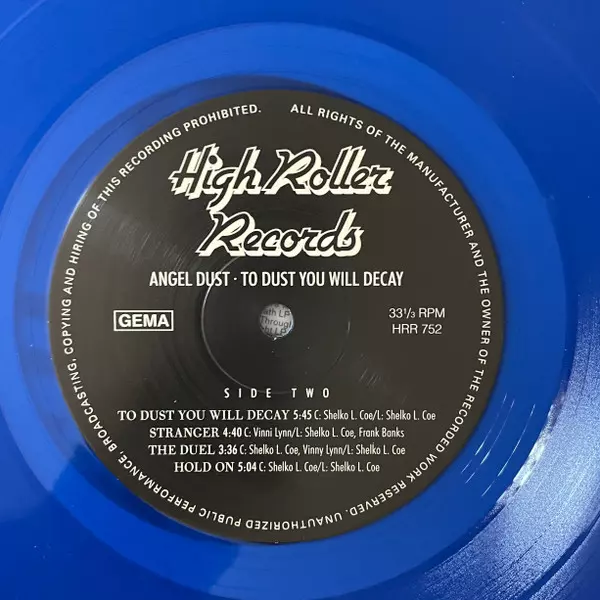 ALL RIGHTS OF THE MANUFACTURER AND THE OWNER OF THE RECORDED WORK RESERVED. UNAUTHORIZED PUBLIC PERFORMANCE, BROADCASTING, COPYING AND HIRING OF THIS RECORDING PROHIBITED.
High Roller
Records
ANGEL DUST · TO DUST YOU WILL DECAY
GEMA
33 1/3 RPM
HRR 752
SIDE TWO
TO DUST YOU WILL DECAY 5:45 C: Shelko L. Coe/L: Shelko L. Coe
STRANGER 4:40 C: Vinni Lynn/L: Shelko L. Coe, Frank Banks
THE DUEL 3:36 C: Shelko L. Coe, Vinny Lynn/L: Shelko L. Coe
HOLD ON 5:04 C: Shelko L. Coe/L: Shelko L. Coe